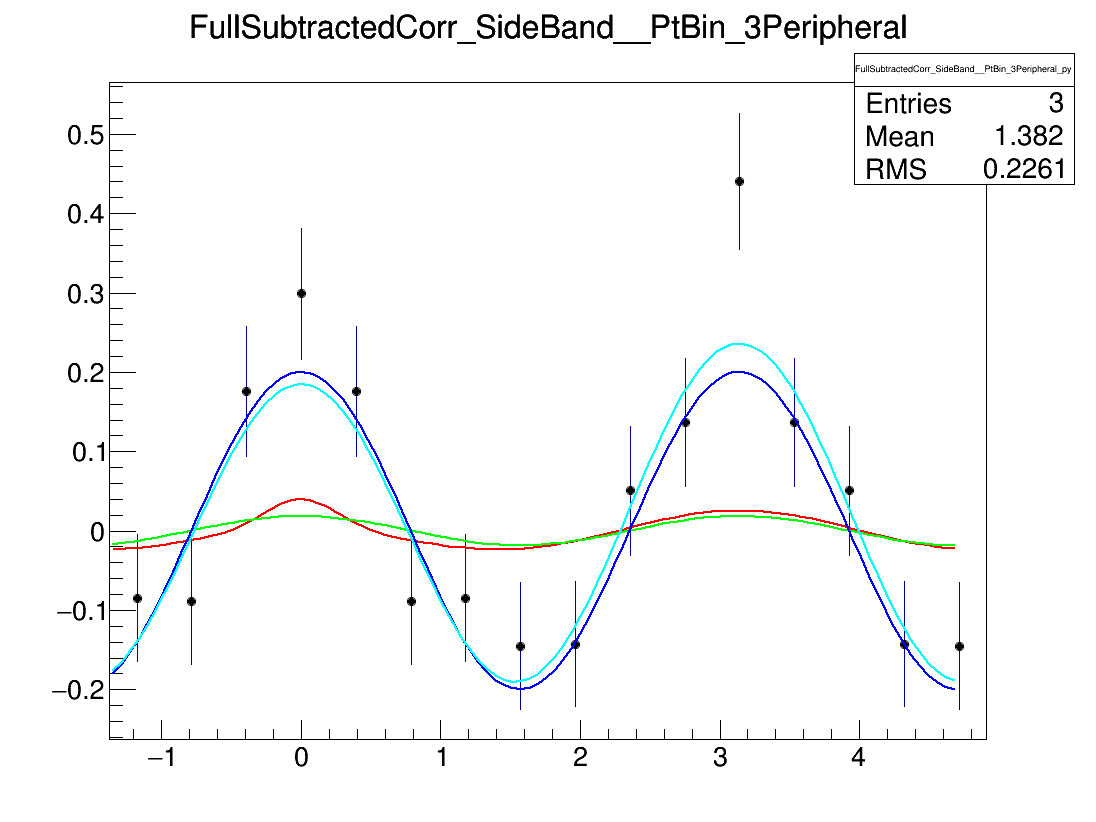 FullSubtractedCorr_SideBand__PtBin_3Peripheral
FullSubtractedCorr_SideBand__PtBin_3Peripheral_py
Entries 3
Mean 1.382
RMS 0.2261
0.5
0.4
0.3
0.2
0.1
0
−0.1
−0.2
−1 0 1 2 3 4